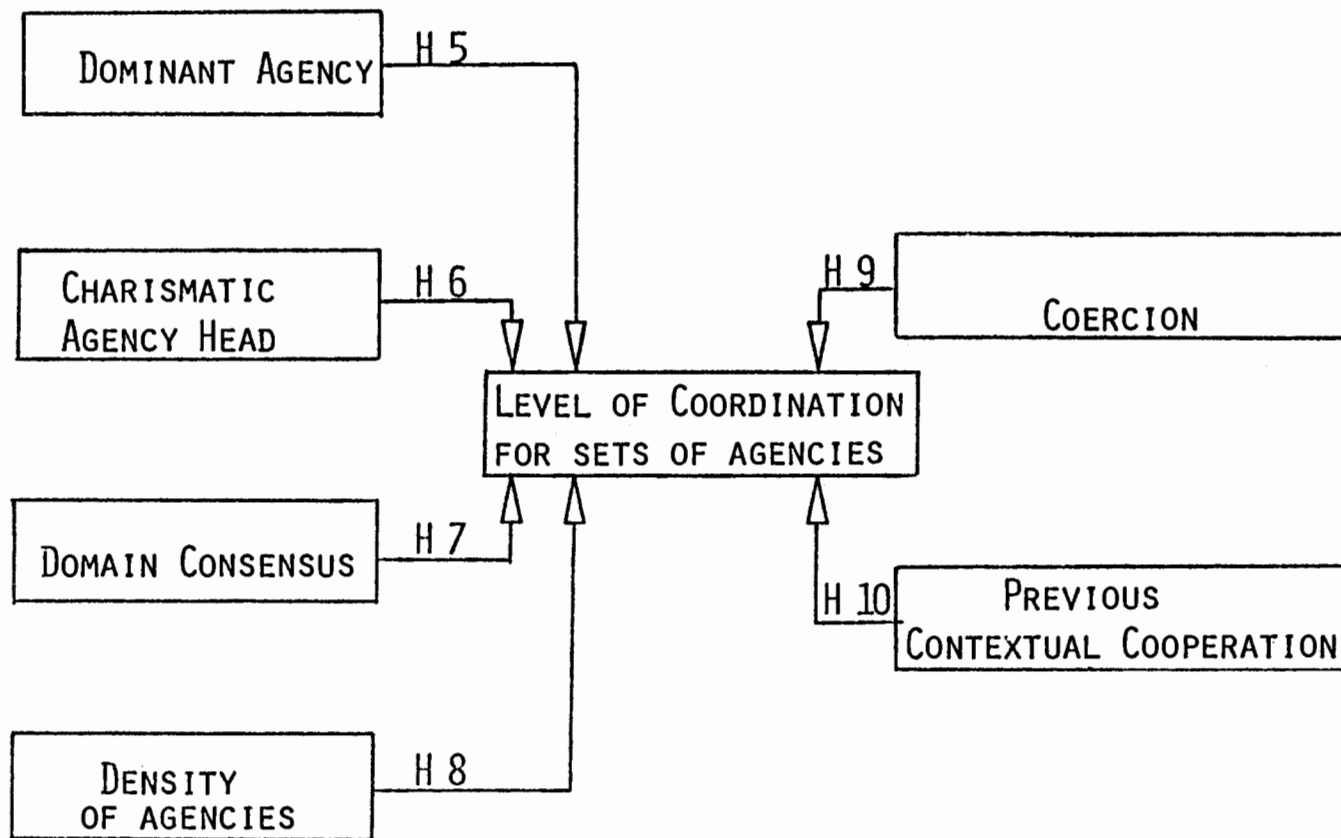 DOMINANT AGENCY
H 5
CHARISMATIC
AGENCY HEAD
H 6
H 9
COERCION
LEVEL OF COORDINATION
FOR SETS OF AGENCIES
DOMAIN CONSENSUS
H 7
H 10
PREVIOUS
CONTEXTUAL COOPERATION
DENSITY
OF AGENCIES
H 8